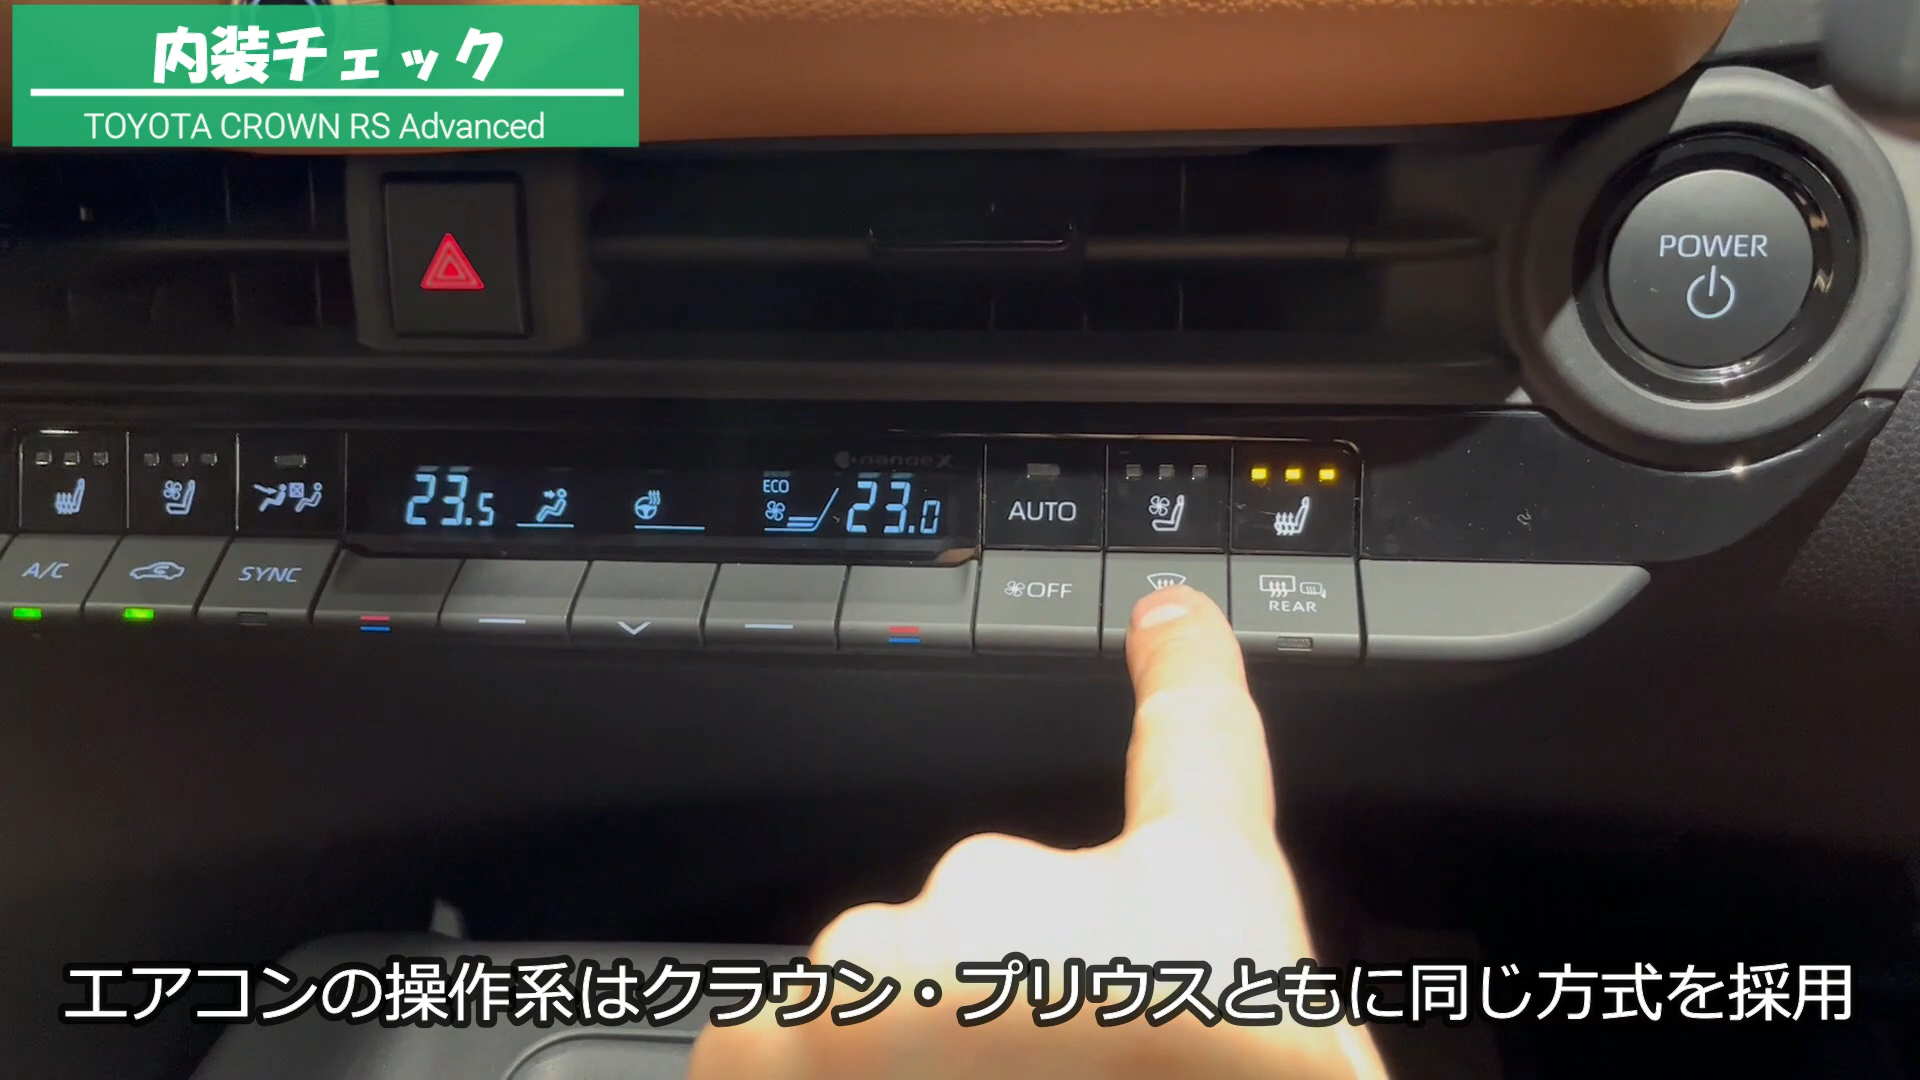 内装チェック
TOYOTA CROWN RS Advanced
POWER
nanoe X
23.5
ECO
23.0
AUTO
A/C
SYNC
OFF
REAR
エアコンの操作系はクラウン・プリウスともに同じ方式を採用